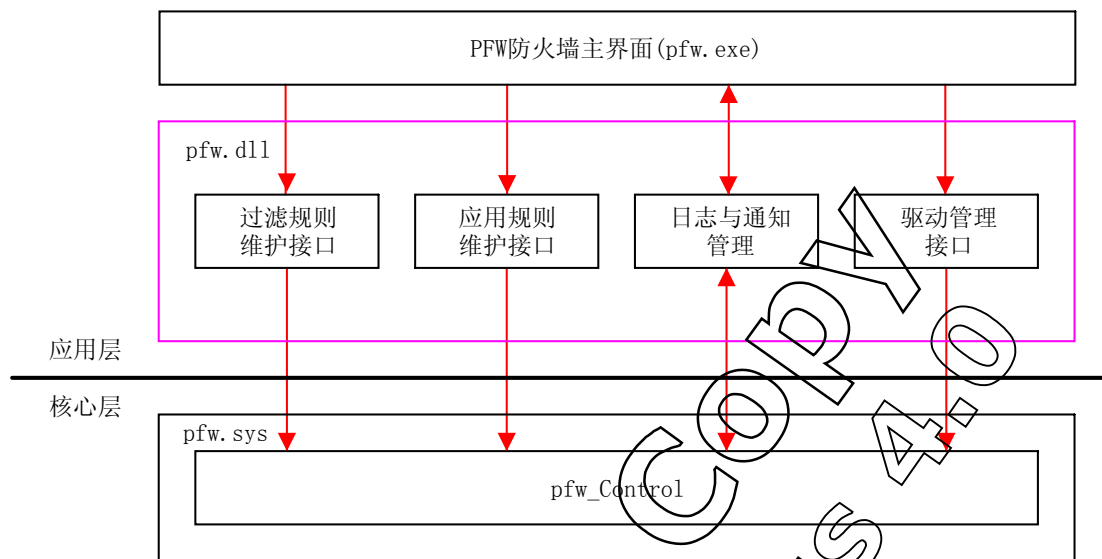 PFW防火墙主界面(pfw.exe)
pfw.dll
过滤规则
维护接口
应用规则
维护接口
日志与通知
管理
驱动管理
接口
应用层
核心层
pfw.sys
pfw_Control
Copy
s 4.0